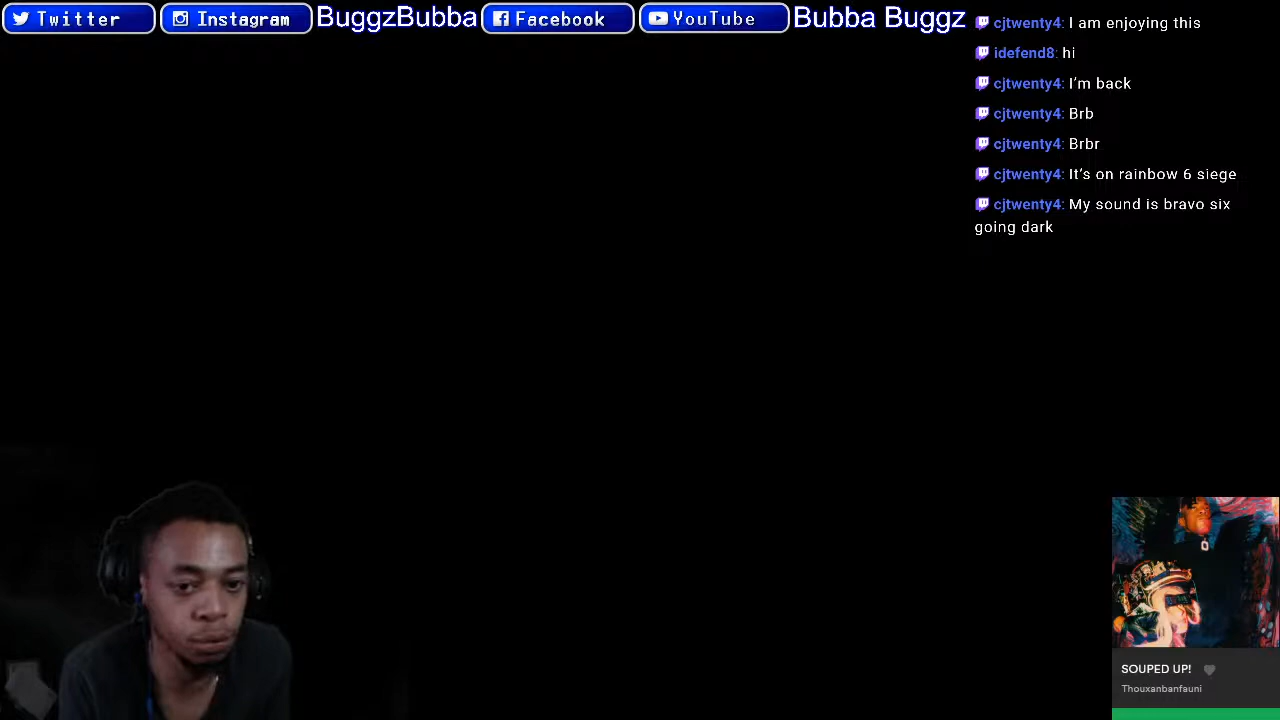 Twitter Instagram BuggzBubba Facebook YouTube Bubba Buggz
cjtwenty4: I am enjoying this
idefend8: hi
cjtwenty4: I’m back
cjtwenty4: Brb
cjtwenty4: Brbr
cjtwenty4: It’s on rainbow 6 siege
cjtwenty4: My sound is bravo six
going dark
SOUPED UP!
Thouxanbanfauni